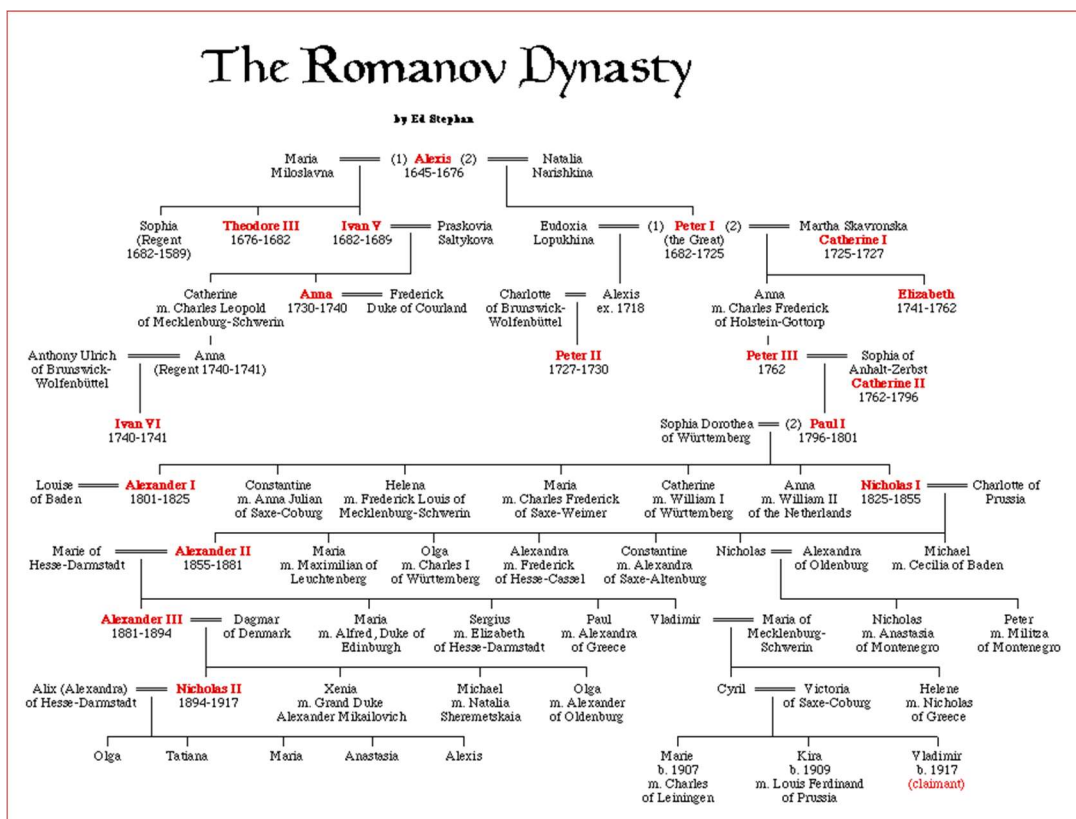 The Romanov Dynasty
by Ed Stephan
Maria
Miloslavna
(1) Alexis (2)
1645-1676
Natalia
Narishkina
Sophia
(Regent
1682-1589)
Theodore III
1676-1682
Ivan V
1682-1689
Praskovia
Saltykova
Eudoxia
Lopukhina
(1) Peter I (2)
(the Great)
1682-1725
Martha Skavronska
Catherine I
1725-1727
Catherine
m. Charles Leopold
of Mecklenburg-Schwerin
Anna
1730-1740
Frederick
Duke of Courland
Charlotte
of Brunswick-
Wolfenbüttel
Alexis
ex. 1718
Anna
m. Charles Frederick
of Holstein-Gottorp
Elizabeth
1741-1762
Anthony Ulrich
of Brunswick-
Wolfenbüttel
Anna
(Regent 1740-1741)
Peter II
1727-1730
Peter III
1762
Sophia of
Anhalt-Zerbst
Catherine II
1762-1796
Ivan VI
1740-1741
Sophia Dorothea
of Württemberg
(2) Paul I
1796-1801
Louise
of Baden
Alexander I
1801-1825
Constantine
m. Anna Julian
of Saxe-Coburg
Helena
m. Frederick Louis of
Mecklenburg-Schwerin
Maria
m. Charles Frederick
of Saxe-Weimer
Catherine
m. William I
of Württemberg
Anna
m. William II
of the Netherlands
Nicholas I
1825-1855
Charlotte of
Prussia
Marie of
Hesse-Darmstadt
Alexander II
1855-1881
Maria
m. Maximilian of
Leuchtenberg
Olga
m. Charles I
of Württemberg
Alexandra
m. Frederick
of Hesse-Cassel
Constantine
m. Alexandra
of Saxe-Altenburg
Nicholas
Alexandra
of Oldenburg
Michael
m. Cecilia of Baden
Alexander III
1881-1894
Dagmar
of Denmark
Maria
m. Alfred, Duke of
Edinburgh
Sergius
m. Elizabeth
of Hesse-Darmstadt
Paul
m. Alexandra
of Greece
Vladimir
Maria of
Mecklenburg-
Schwerin
Nicholas
m. Anastasia
of Montenegro
Peter
m. Militza
of Montenegro
Alix (Alexandra)
of Hesse-Darmstadt
Nicholas II
1894-1917
Xenia
m. Grand Duke
Alexander Mikailovich
Michael
m. Natalia
Sheremetskaia
Olga
m. Alexander
of Oldenburg
Cyril
Victoria
of Saxe-Coburg
Helene
m. Nicholas
of Greece
Olga
Tatiana
Maria
Anastasia
Alexis
Marie
b. 1907
m. Charles
of Leiningen
Kira
b. 1909
m. Louis Ferdinand
of Prussia
Vladimir
b. 1917
(claimant)